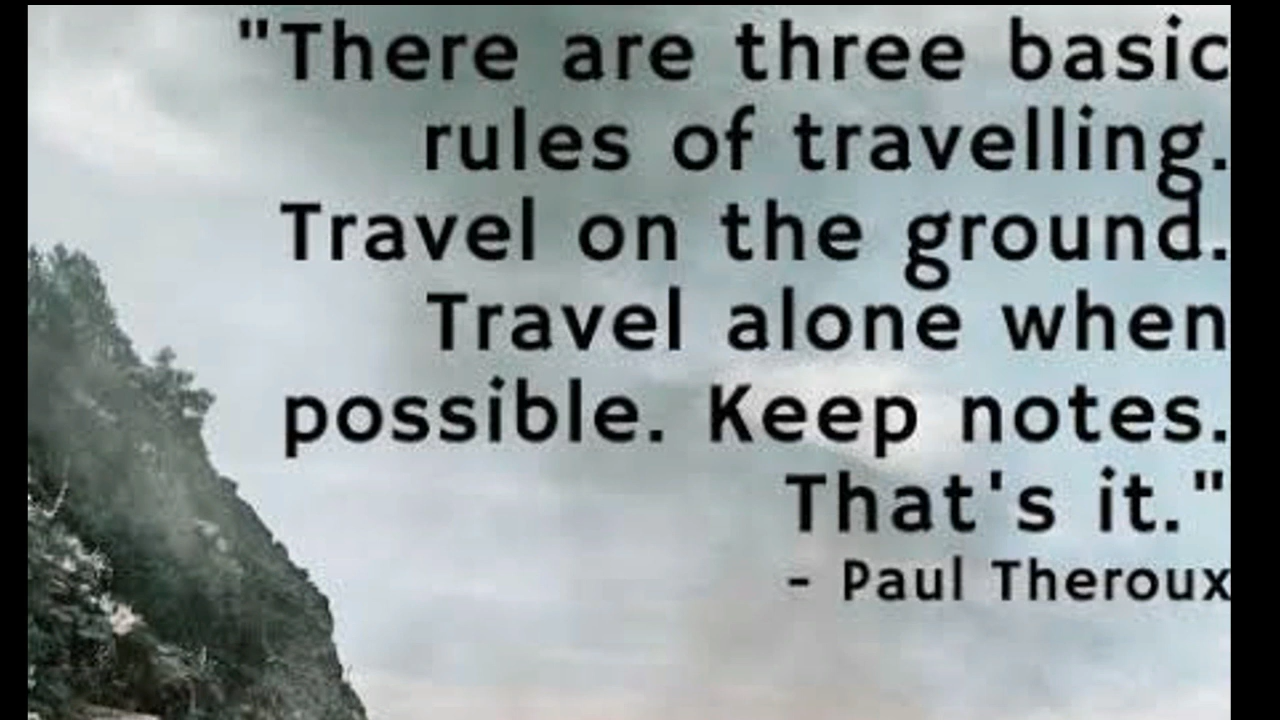 "There are three basic
rules of travelling.
Travel on the ground.
Travel alone when
possible. Keep notes.
That's it."
- Paul Theroux